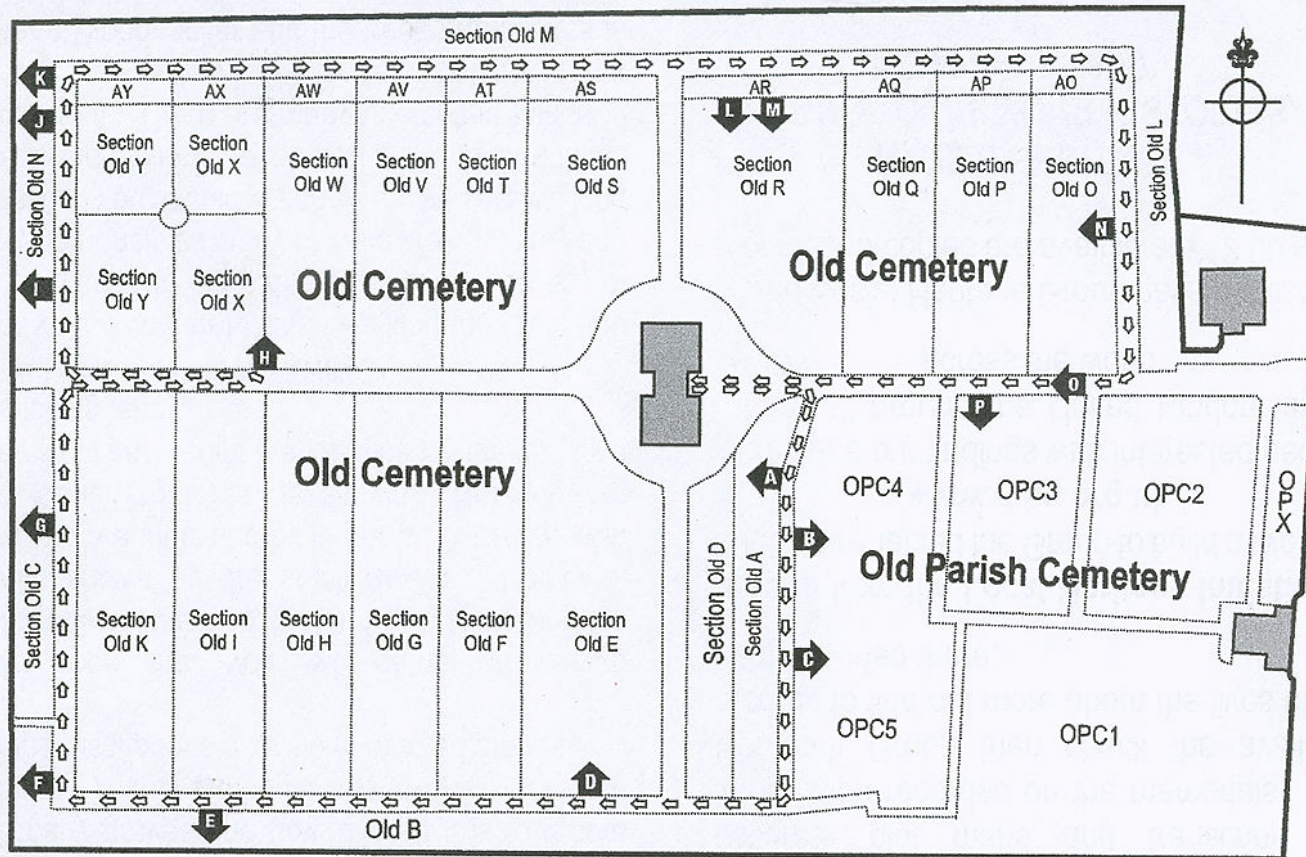 Section Old M
K
AY AX AW AV AT AS AR AQ AP AO
J
L M
Section Old N
Section
Old Y
Section
Old X
Section
Old W
Section
Old V
Section
Old T
Section
Old S
Section
Old R
Section
Old Q
Section
Old P
Section
Old O
Section Old L
N
I
Section
Old Y
Section
Old X
Old Cemetery
Old Cemetery
H
O
P
Old Cemetery
A
OPC4
OPC3
OPC2
OPX
G
B
Old Parish Cemetery
Section Old C
Section
Old K
Section
Old I
Section
Old H
Section
Old G
Section
Old F
Section
Old E
Section Old D
Section Old A
C
OPC5
OPC1
F
D
E
Old B